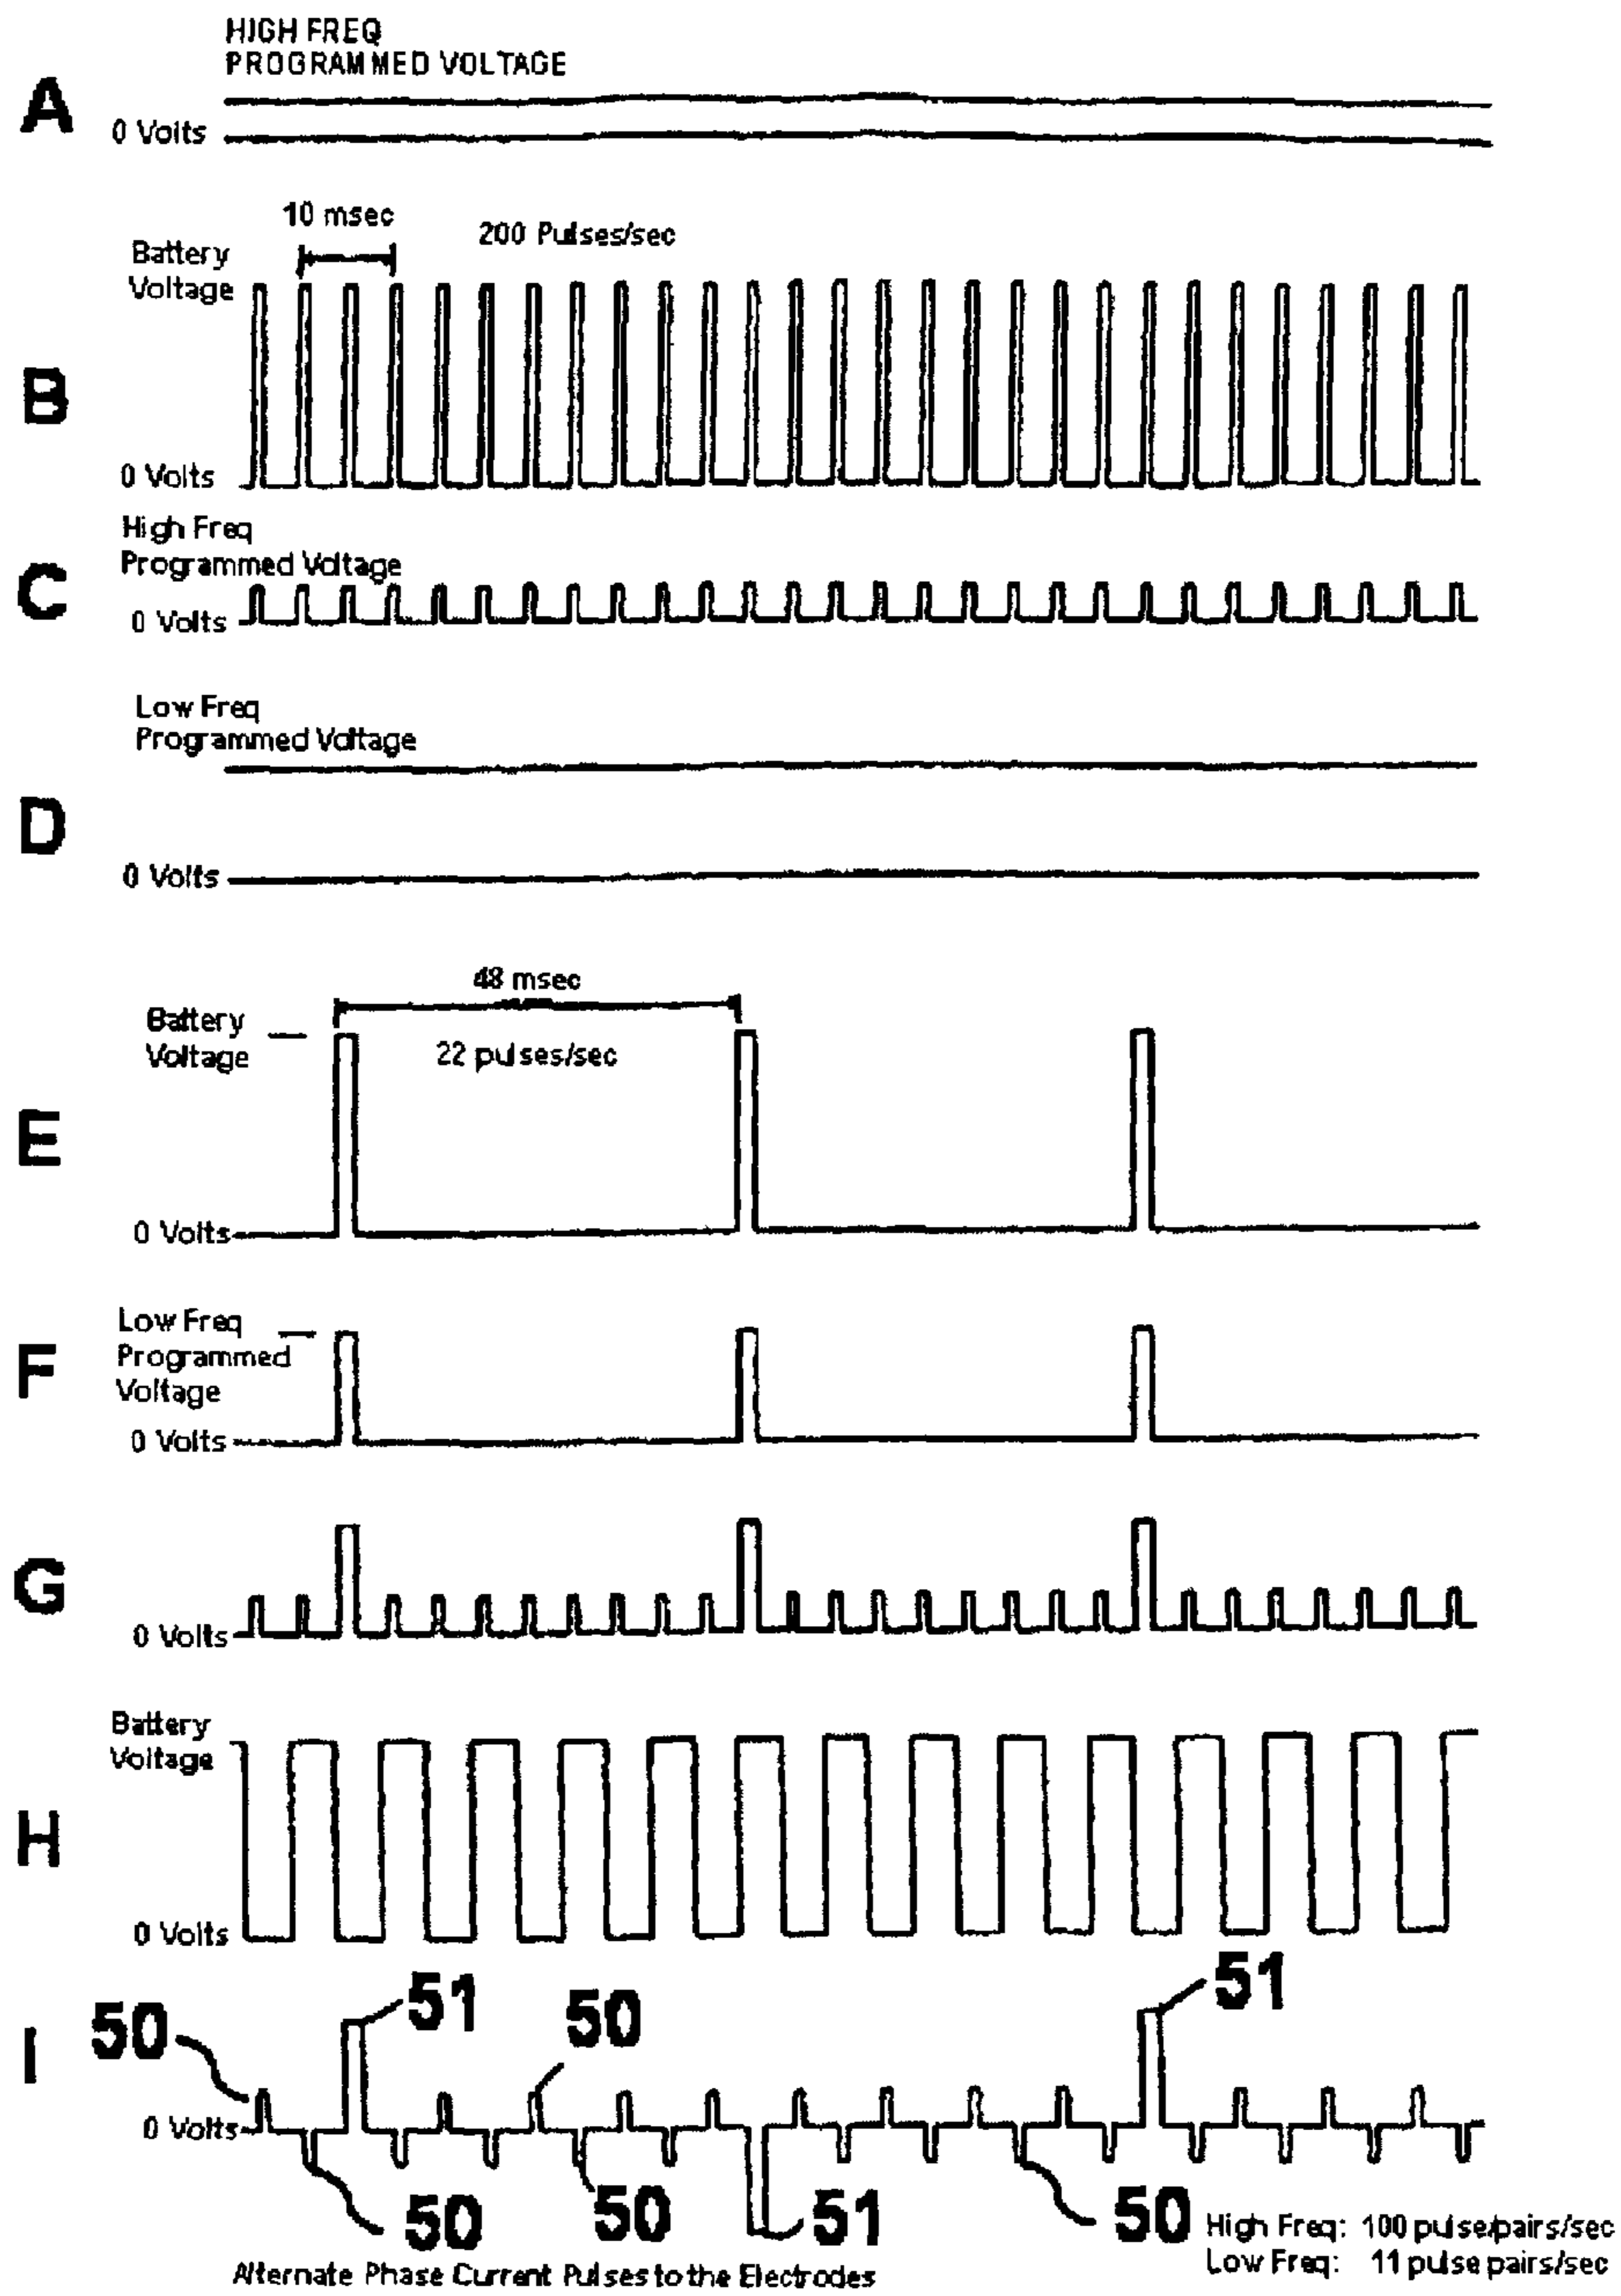 HIGH FREQ
PROGRAMMED VOLTAGE
A
0 Volts
10 msec
200 Pulses/sec
Battery
Voltage
B
0 Volts
High Freq
Programmed Voltage
C
0 Volts
Low Freq
Programmed Voltage
D
0 Volts
48 msec
Battery
Voltage
22 pulses/sec
E
0 Volts
Low Freq
Programmed
Voltage
F
0 Volts
G
0 Volts
Battery
Voltage
H
0 Volts
I
50
51
50
51
0 Volts
50
50
51
50
High Freq: 100 pulse/pairs/sec
Low Freq: 11 pulse pairs/sec
Alternate Phase Current Pulses to the Electrodes